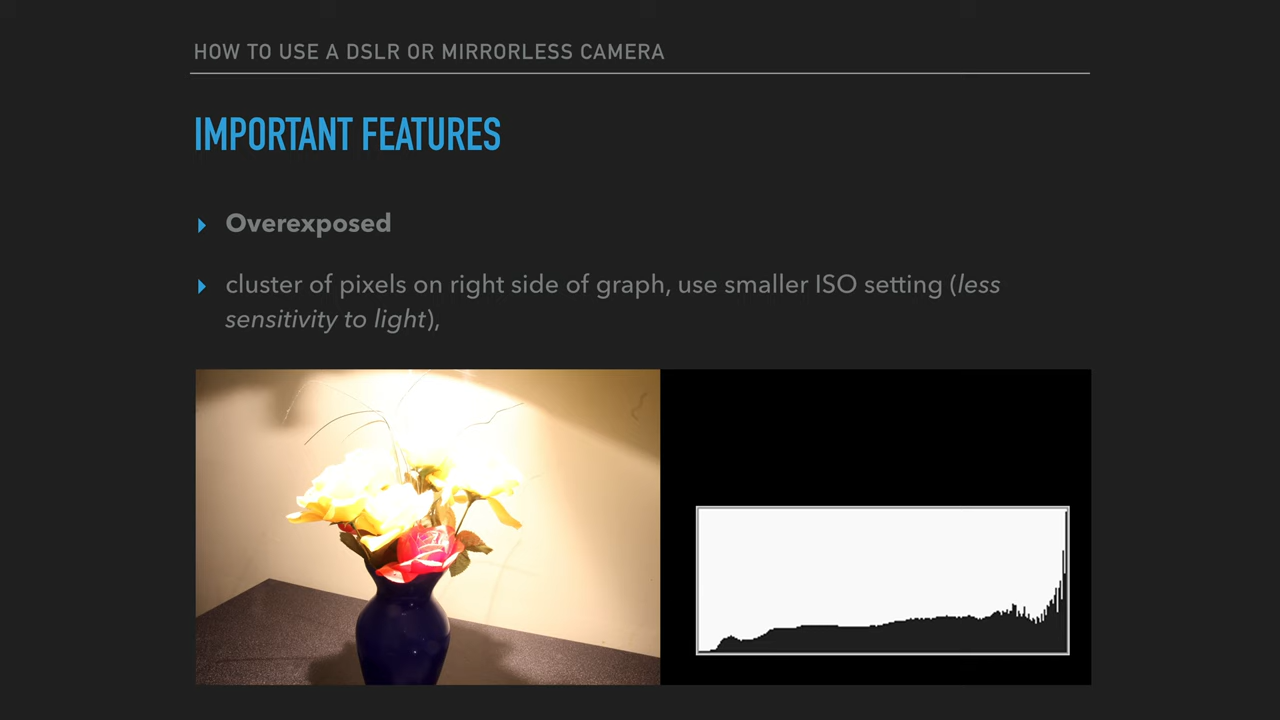 HOW TO USE A DSLR OR MIRRORLESS CAMERA
IMPORTANT FEATURES
Overexposed
cluster of pixels on right side of graph, use smaller ISO setting (less
sensitivity to light),